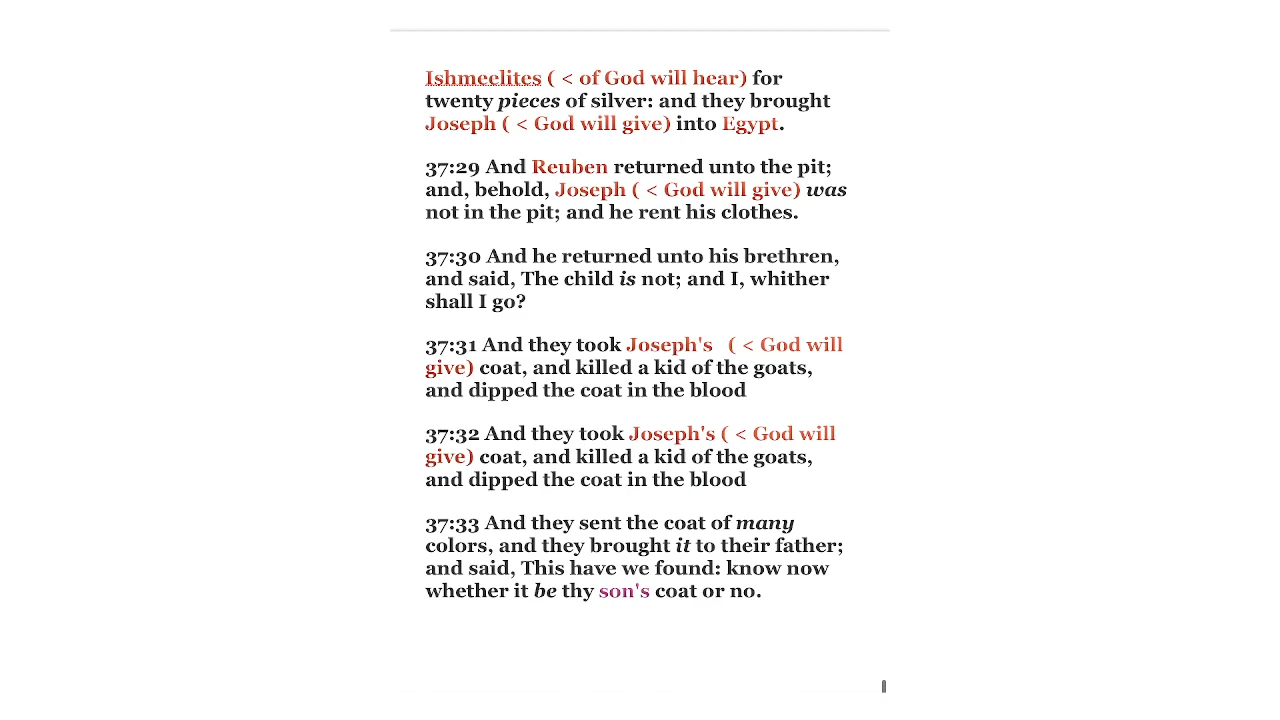 Ishmeelites ( < of God will hear) for
twenty pieces of silver: and they brought
Joseph ( < God will give) into Egypt.
37:29 And Reuben returned unto the pit;
and, behold, Joseph ( < God will give) was
not in the pit; and he rent his clothes.
37:30 And he returned unto his brethren,
and said, The child is not; and I, whither
shall I go?
37:31 And they took Joseph's ( < God will
give) coat, and killed a kid of the goats,
and dipped the coat in the blood
37:32 And they took Joseph's ( < God will
give) coat, and killed a kid of the goats,
and dipped the coat in the blood
37:33 And they sent the coat of many
colors, and they brought it to their father;
and said, This have we found: know now
whether it be thy son's coat or no.